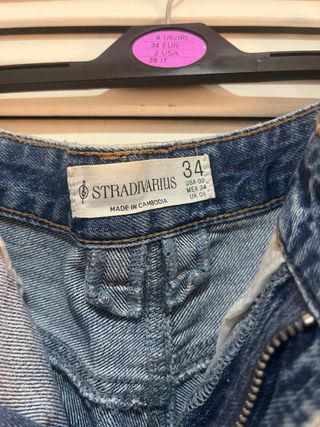 6 UK/IRL
34 EUR
2 USA
38 IT
STRADIVARIUS
MADE IN CAMBODIA
34
USA 02
MEX 24
UK 06